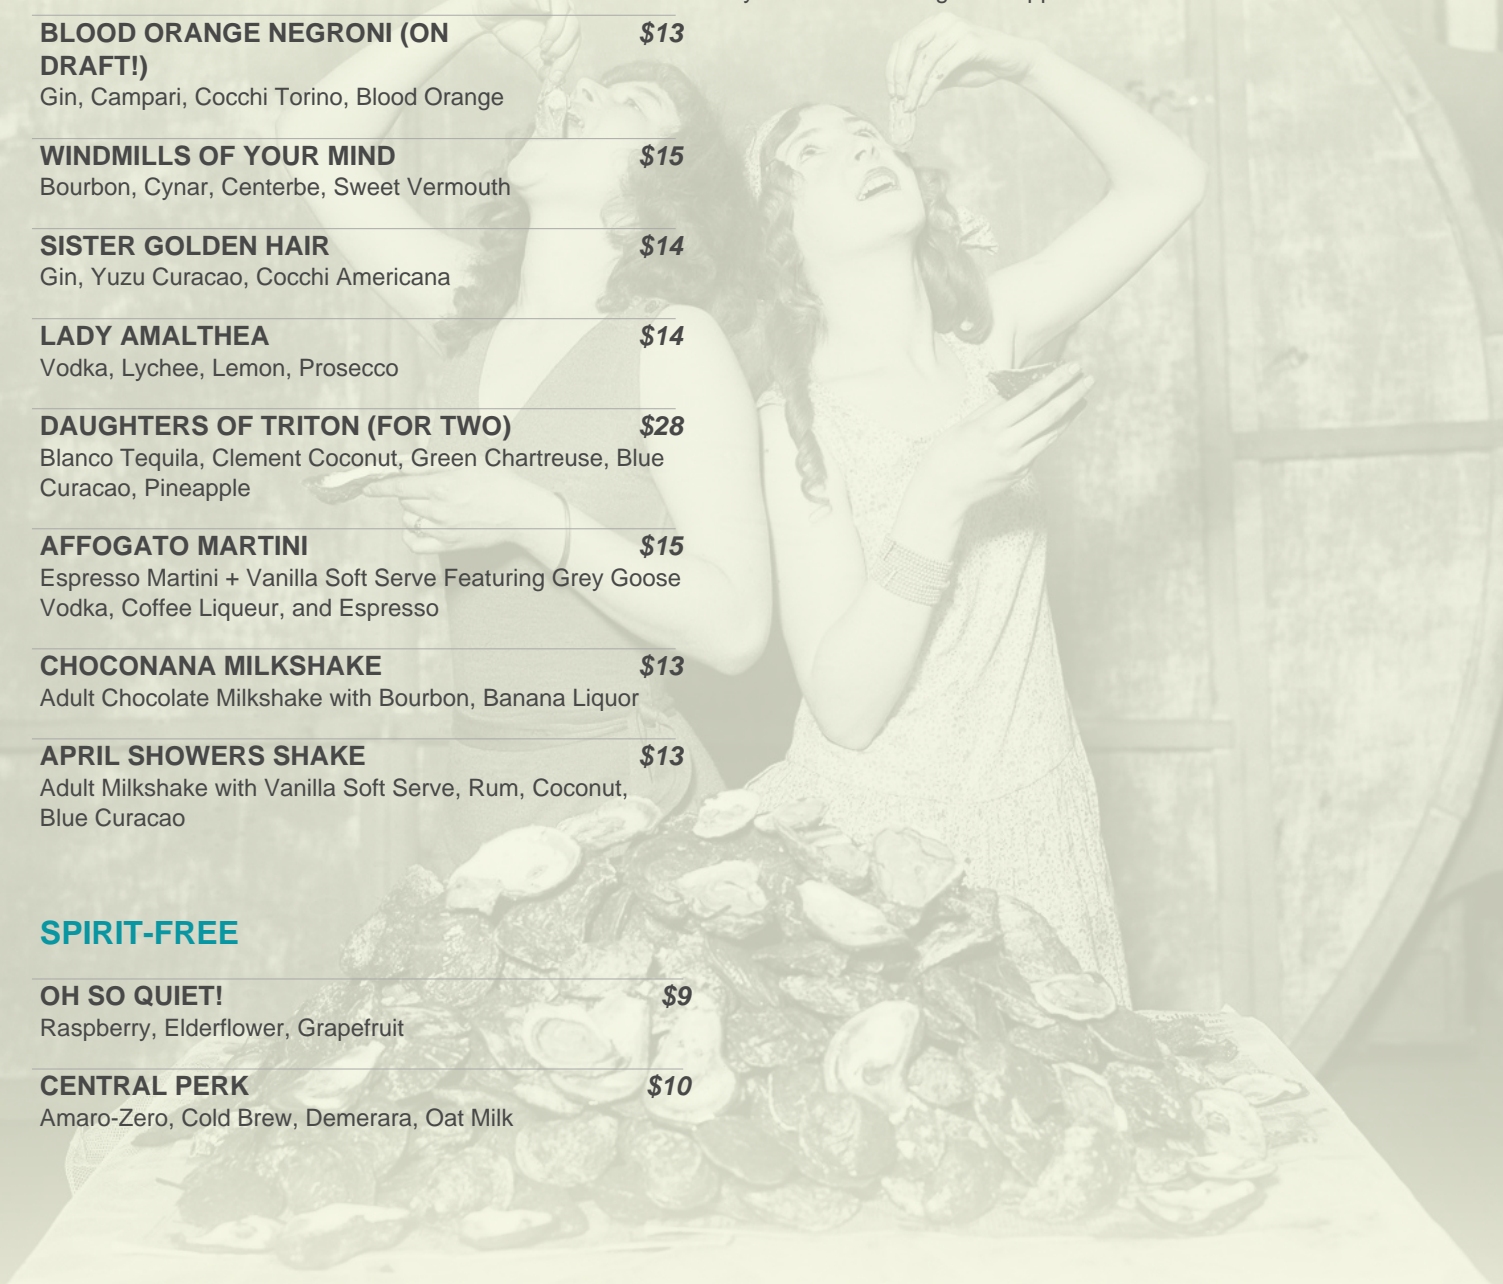 BLOOD ORANGE NEGRONI (ON $13
DRAFT!)
Gin, Campari, Cocchi Torino, Blood Orange
WINDMILLS OF YOUR MIND $15
Bourbon, Cynar, Centerbe, Sweet Vermouth
SISTER GOLDEN HAIR $14
Gin, Yuzu Curacao, Cocchi Americana
LADY AMALTHEA $14
Vodka, Lychee, Lemon, Prosecco
DAUGHTERS OF TRITON (FOR TWO) $28
Blanco Tequila, Clement Coconut, Green Chartreuse, Blue
Curacao, Pineapple
AFFOGATO MARTINI $15
Espresso Martini + Vanilla Soft Serve Featuring Grey Goose
Vodka, Coffee Liqueur, and Espresso
CHOCONANA MILKSHAKE $13
Adult Chocolate Milkshake with Bourbon, Banana Liquor
APRIL SHOWERS SHAKE $13
Adult Milkshake with Vanilla Soft Serve, Rum, Coconut,
Blue Curacao
SPIRIT-FREE
OH SO QUIET! $9
Raspberry, Elderflower, Grapefruit
CENTRAL PERK $10
Amaro-Zero, Cold Brew, Demerara, Oat Milk